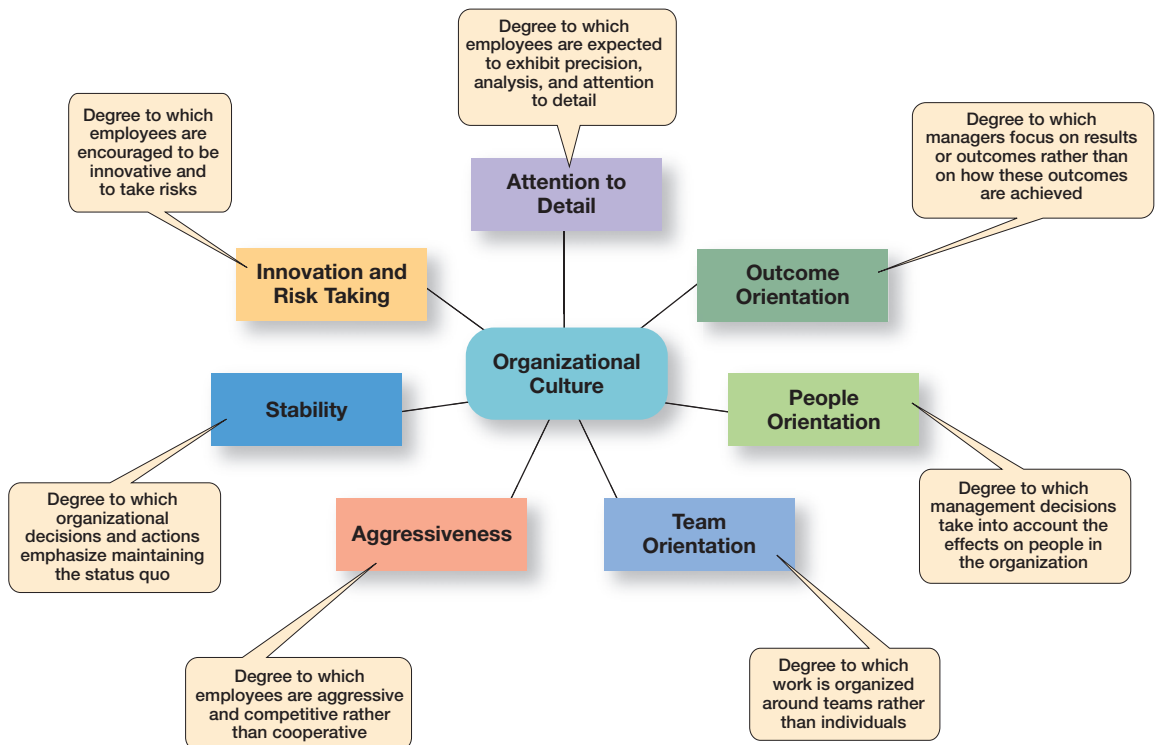 Degree to which
employees are expected
to exhibit precision,
analysis, and attention
to detail
Degree to which
employees are
encouraged to be
innovative and
to take risks
Degree to which
managers focus on results
or outcomes rather than
on how these outcomes
are achieved
Attention to
Detail
Innovation and
Risk Taking
Outcome
Orientation
Organizational
Culture
Stability
People
Orientation
Degree to which
organizational
decisions and actions
emphasize maintaining
the status quo
Aggressiveness
Team
Orientation
Degree to which
management decisions
take into account the
effects on people in
the organization
Degree to which
employees are aggressive
and competitive rather
than cooperative
Degree to which
work is organized
around teams rather
than individuals